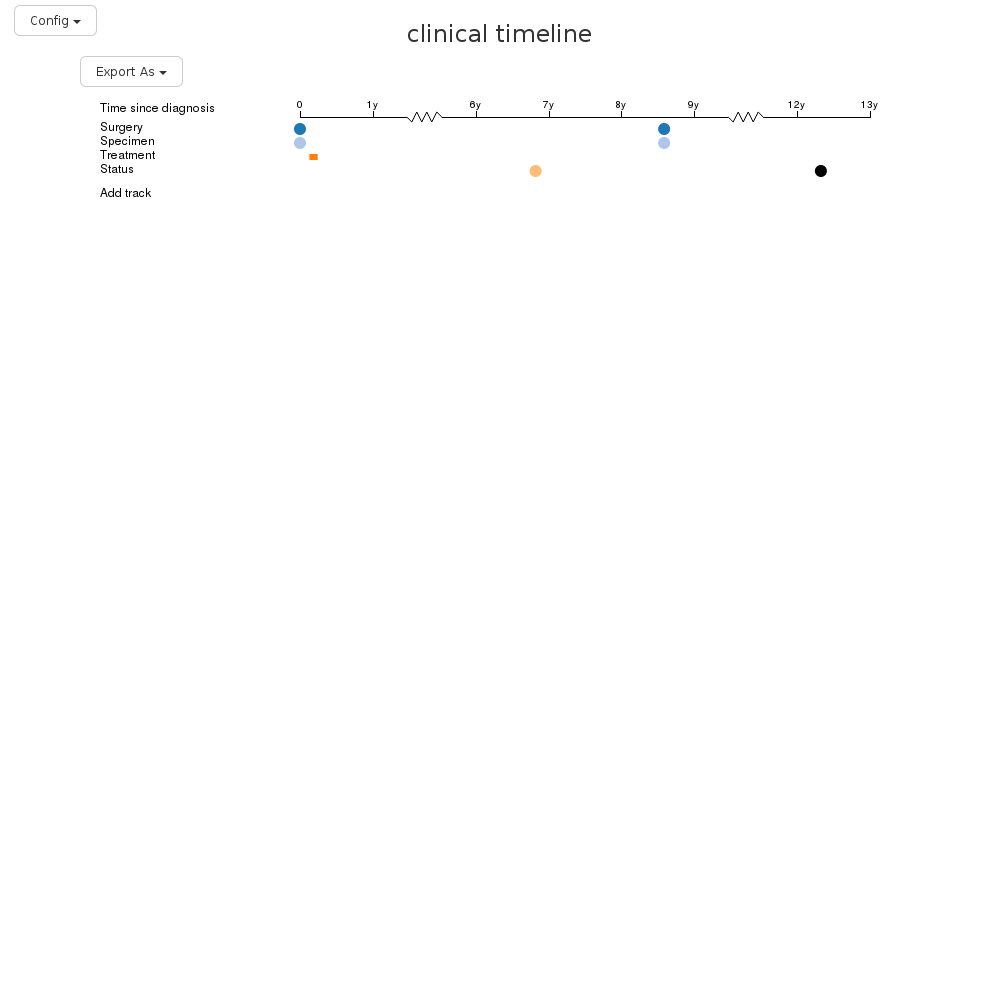 Config
clinical timeline
Export As
Time since diagnosis
0 1y 6y 7y 8y 9y 12y 13y
Surgery
Specimen
Treatment
Status
Add track